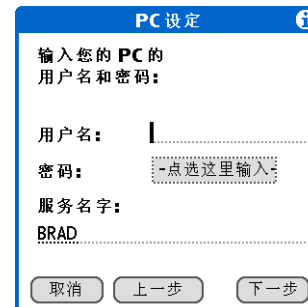 PC 设定
输入您的 PC 的
用户名和密码:
用户名:
密码: -点选这里输入-
服务名字:
BRAD
取消 上一步 下一步